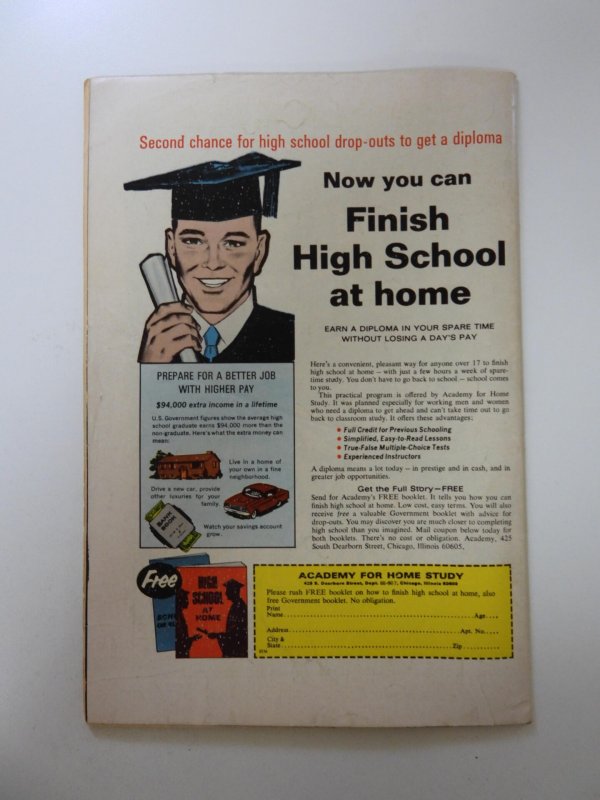 Second chance for high school drop-outs to get a diploma
Now you can
Finish
High School
at home
EARN A DIPLOMA IN YOUR SPARE TIME
WITHOUT LOSING A DAY'S PAY
Here's a convenient, pleasant way for anyone over 17 to finish
high school at home — with just a few hours a week of spare-
time study. You don't have to go back to school — school comes
to you.
This practical program is offered by Academy for Home
Study. It was planned especially for working men and women
who need a diploma to get ahead and can't take time out to go
back to classroom study. It offers these advantages:
• Full Credit for Previous Schooling
• Simplified, Easy-to-Read Lessons
• True-False Multiple-Choice Tests
• Experienced Instructors
A diploma means a lot today – in prestige and in cash, and in
greater job opportunities.
Get the Full Story—FREE
Send for Academy's FREE booklet. It tells you how you can
finish high school at home. Low cost, easy terms. You will also
receive free a valuable Government booklet with advice for
drop-outs. You may discover you are much closer to completing
high school than you imagined. Mail coupon below today for
both booklets. There's no cost or obligation. Academy, 425
South Dearborn Street, Chicago, Illinois 60605.
PREPARE FOR A BETTER JOB
WITH HIGHER PAY
$94,000 extra income in a lifetime
U.S. Government figures show the average high
school graduate earns $94,000 more than the
non-graduate. Here's what the extra money can
mean:
Live in a home of
your own in a fine
neighborhood.
Drive a new car, provide
other luxuries for your
family.
BANK
BOOK
Watch your savings account
grow.
Free
HIGH
SCHOOL
AT
HOME
ACADEMY FOR HOME STUDY
425 S. Dearborn Street, Dept. Chicago, Illinois 60605
Please rush FREE booklet on how to finish high school at home, also
free Government booklet. No obligation.
Print
Name Age
Address Apt. No.
City &
State Zip